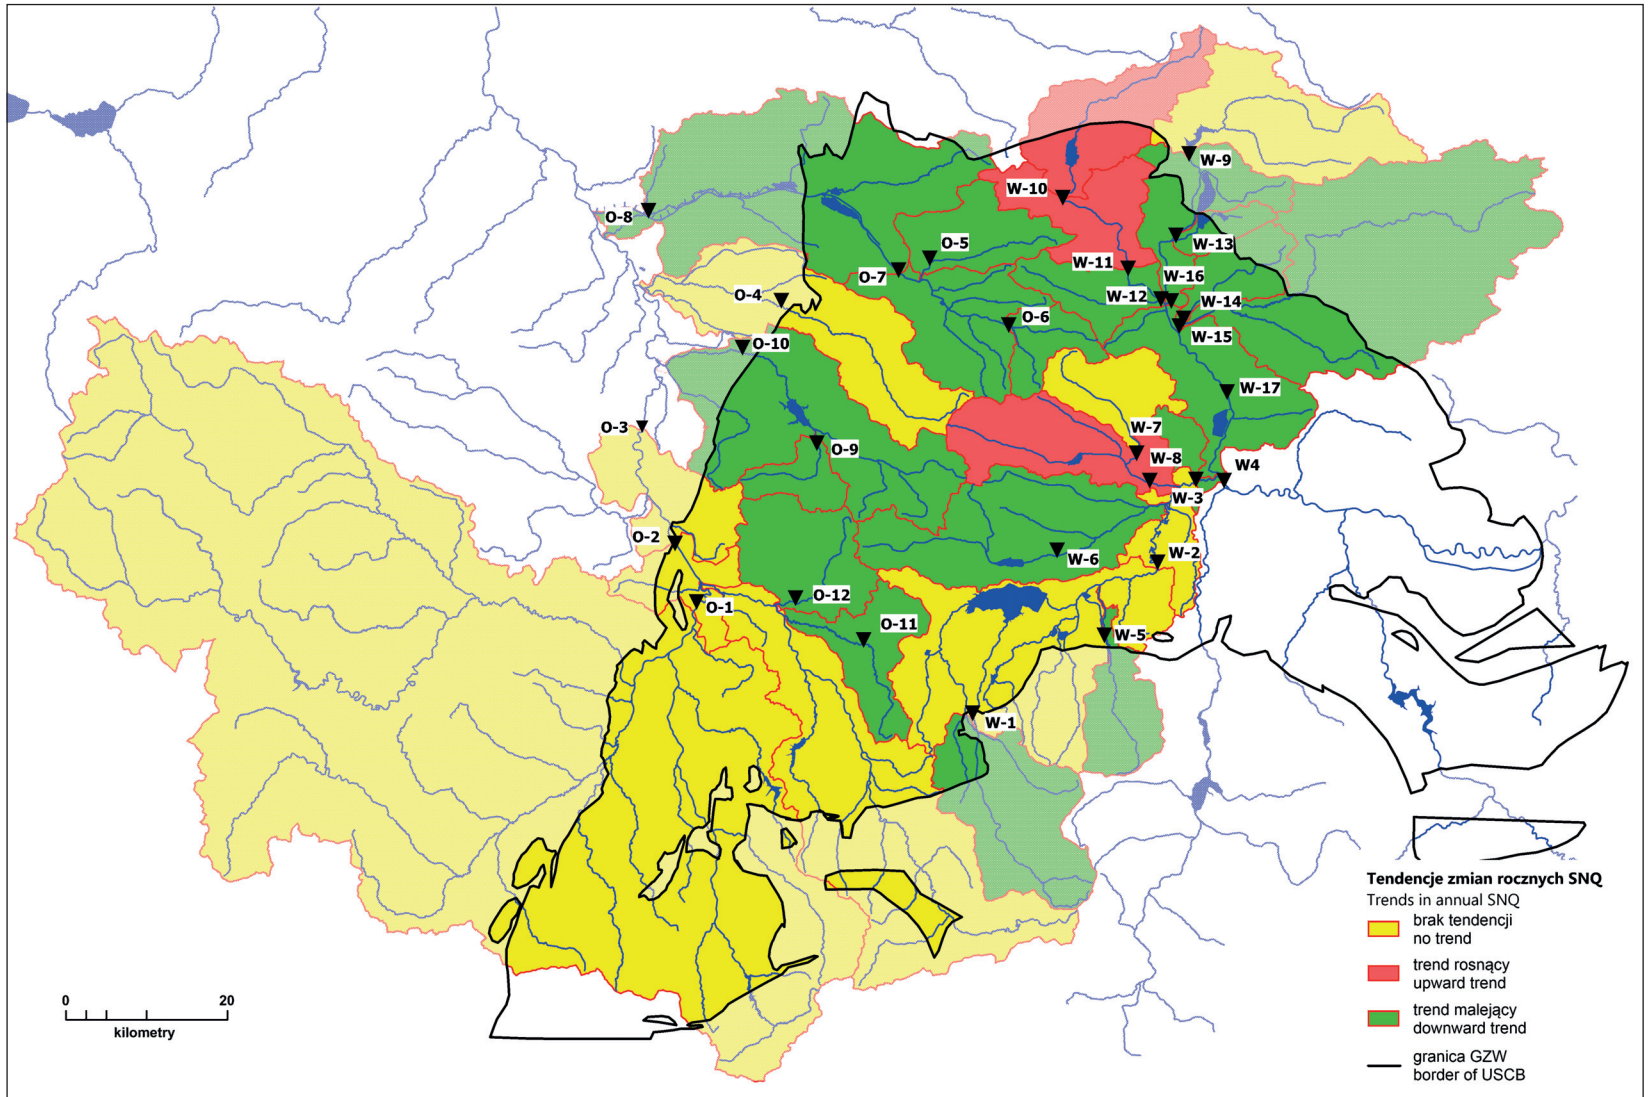 W-9
W-10
O-8
W-13
O-5
W-11
O-7
W-16
O-4
W-12
W-14
O-6
W-15
O-10
W-17
O-3
W-7
O-9
W-8
W4
W-3
O-2
W-2
W-6
O-12
O-1
O-11
W-5
W-1
Tendencje zmian rocznych SNQ
Trends in annual SNQ
brak tendencji
no trend
trend rosnący
upward trend
trend malejący
downward trend
granica GZW
border of USCB
0 20
kilometry